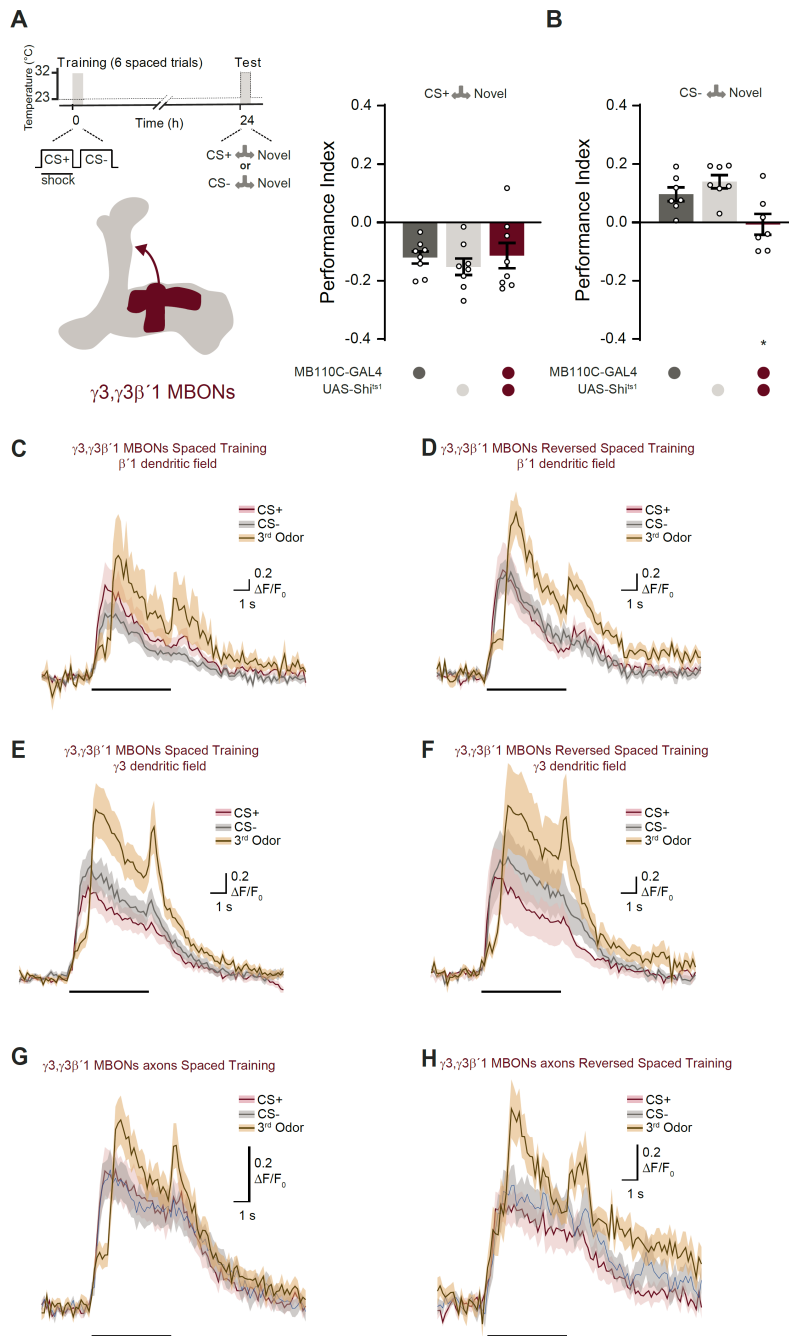 A
B
Training (6 spaced trials)
Test
Temperature (°C)
32
23
0
Time (h)
24
CS+
CS-
shock
CS+ Novel
or
CS- Novel
γ3,γ3β´1 MBONs
CS+ Novel
Performance Index
0.4
0.2
0.0
-0.2
-0.4
MB110C-GAL4
UAS-Shits1
CS- Novel
Performance Index
0.4
0.2
0.0
-0.2
-0.4
*
MB110C-GAL4
UAS-Shits1
C
γ3,γ3β´1 MBONs Spaced Training
β´1 dendritic field
CS+
CS-
3rd Odor
0.2
ΔF/F0
1 s
D
γ3,γ3β´1 MBONs Reversed Spaced Training
β´1 dendritic field
CS+
CS-
3rd Odor
0.2
ΔF/F0
1 s
E
γ3,γ3β´1 MBONs Spaced Training
γ3 dendritic field
CS+
CS-
3rd Odor
0.2
ΔF/F0
1 s
F
γ3,γ3β´1 MBONs Reversed Spaced Training
γ3 dendritic field
CS+
CS-
3rd Odor
0.2
ΔF/F0
1 s
G
γ3,γ3β´1 MBONs axons Spaced Training
CS+
CS-
3rd Odor
0.2
ΔF/F0
1 s
H
γ3,γ3β´1 MBONs axons Reversed Spaced Training
CS+
CS-
3rd Odor
0.2
ΔF/F0
1 s